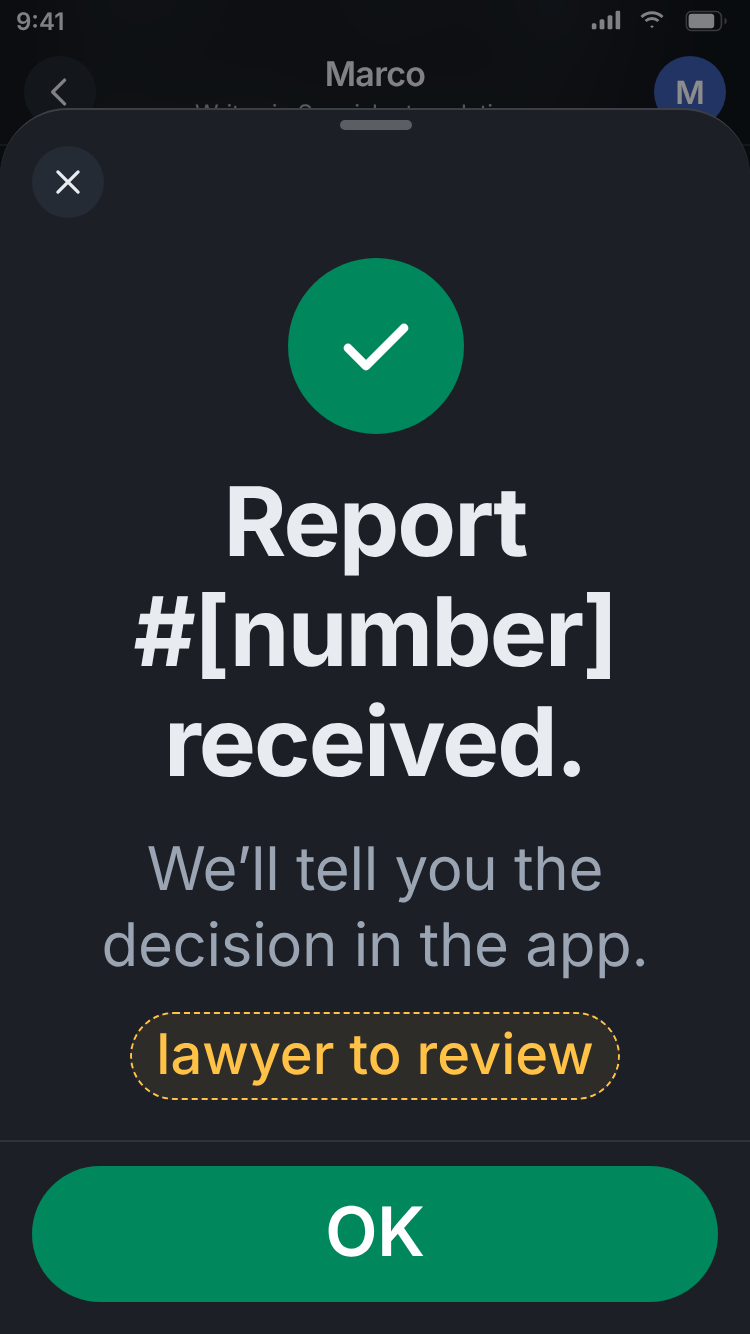 9:41
Marco
M
Report
#[number]
received.
We’ll tell you the
decision in the app.
lawyer to review
OK